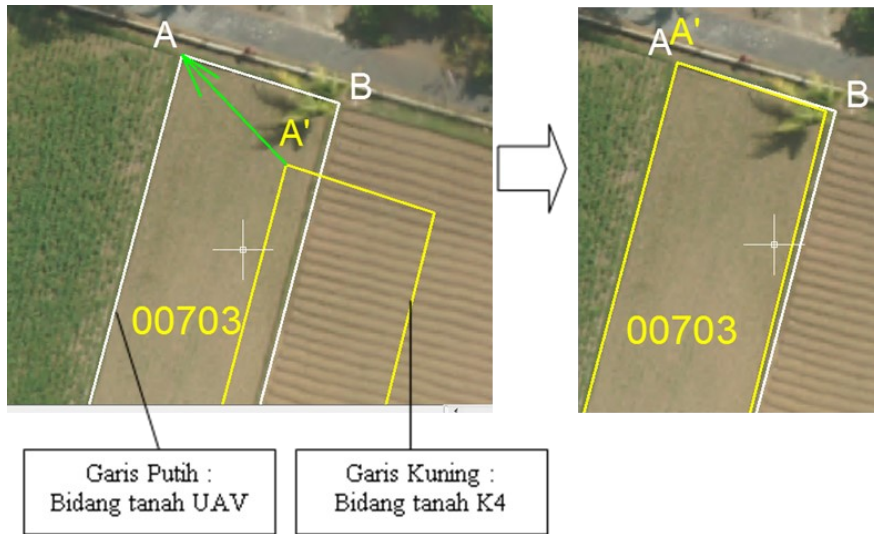 A
B
A'
00703
A A'
B
00703
Garis Putih :
Bidang tanah UAV
Garis Kuning :
Bidang tanah K4